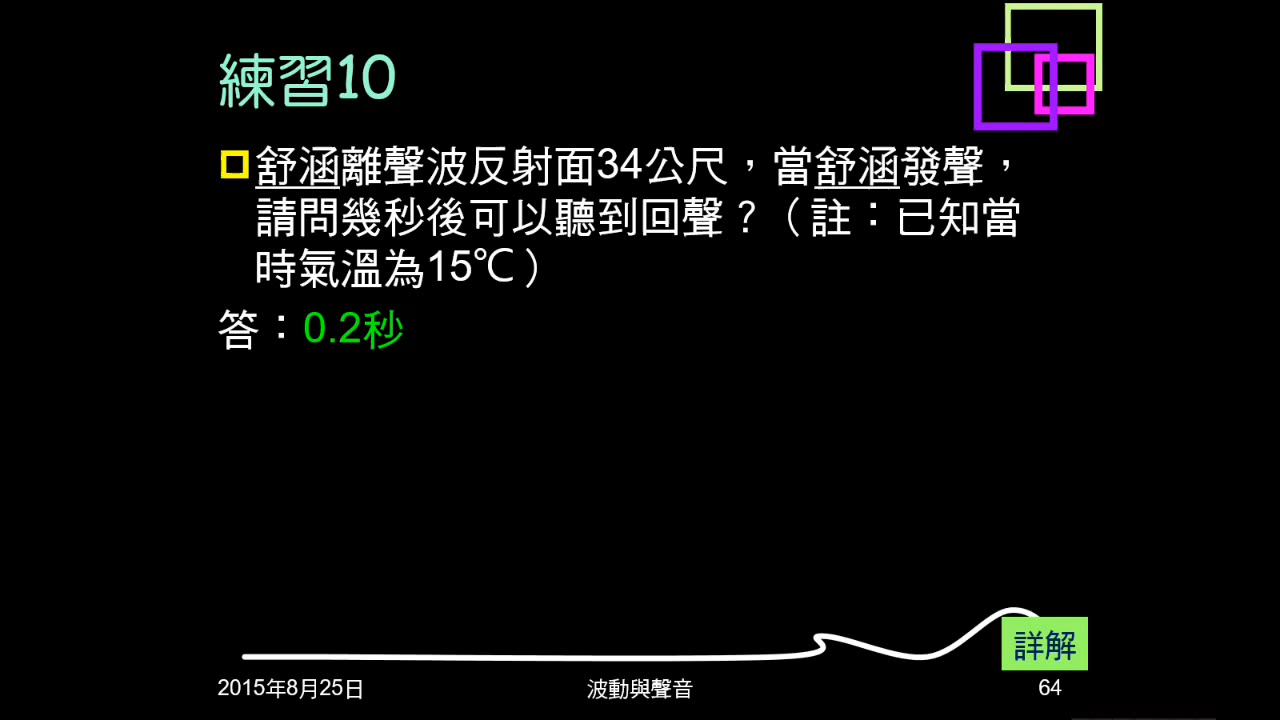 練習10
舒涵離聲波反射面34公尺，當舒涵發聲，
請問幾秒後可以聽到回聲？（註：已知當
時氣溫為15℃）
答：0.2秒
詳解
2015年8月25日
波動與聲音
64